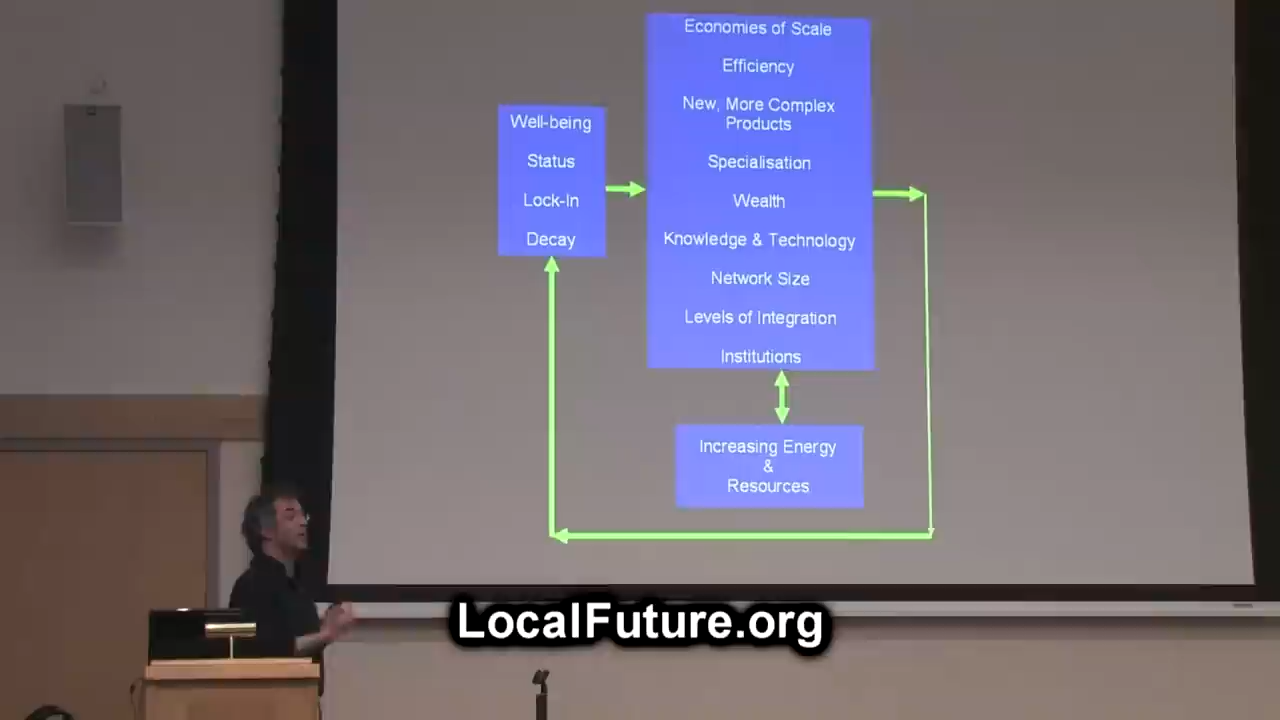 Economies of Scale
Efficiency
New, More Complex
Products
Specialisation
Wealth
Knowledge & Technology
Network Size
Levels of Integration
Institutions
Well-being
Status
Lock-In
Decay
Increasing Energy
&
Resources
LocalFuture.org